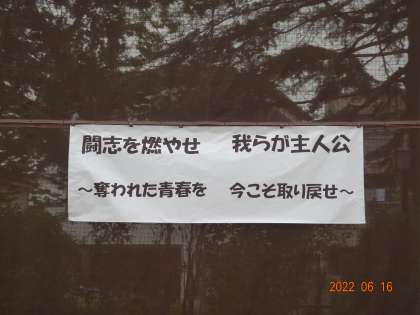 闘志を燃やせ　我らが主人公
～奪われた青春を　今こそ取り戻せ～
2022 06 16